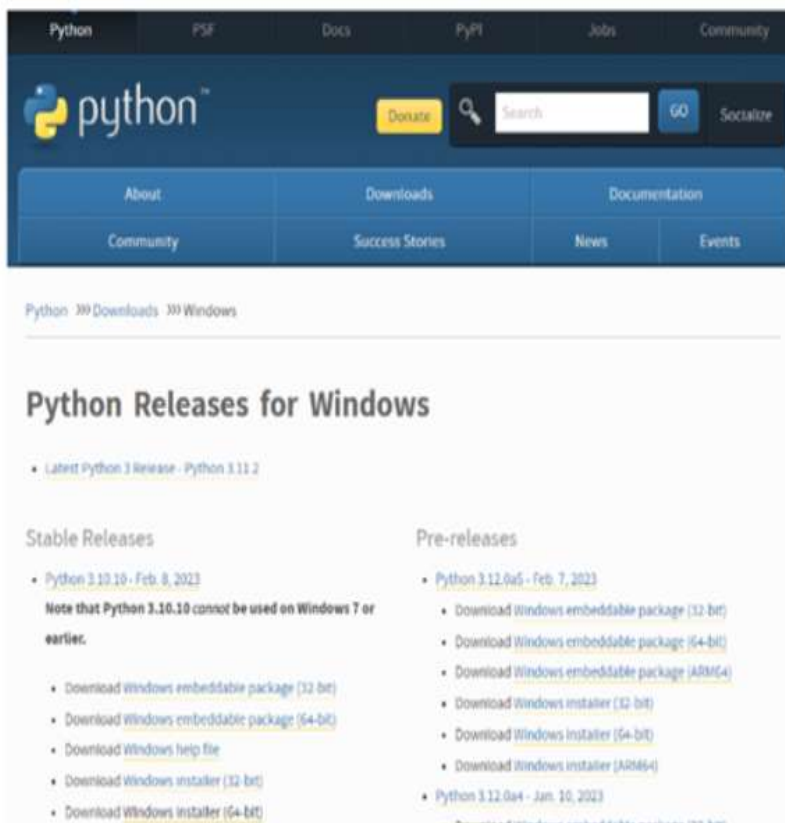 Python PSF Docs PyPI Jobs Community
python™
Donate Search GO Socialize
About Downloads Documentation
Community Success Stories News Events
Python >>> Downloads >>> Windows
Python Releases for Windows
• Latest Python 3 Release - Python 3.11.2
Stable Releases
• Python 3.10.10 - Feb. 8, 2023
Note that Python 3.10.10 cannot be used on Windows 7 or
earlier.
• Download Windows embeddable package (32-bit)
• Download Windows embeddable package (64-bit)
• Download Windows help file
• Download Windows installer (32-bit)
• Download Windows installer (64-bit)
Pre-releases
• Python 3.12.0a5 - Feb. 7, 2023
• Download Windows embeddable package (32-bit)
• Download Windows embeddable package (64-bit)
• Download Windows embeddable package (ARM64)
• Download Windows installer (32-bit)
• Download Windows installer (64-bit)
• Download Windows installer (ARM64)
• Python 3.12.0a4 - Jan. 10, 2023